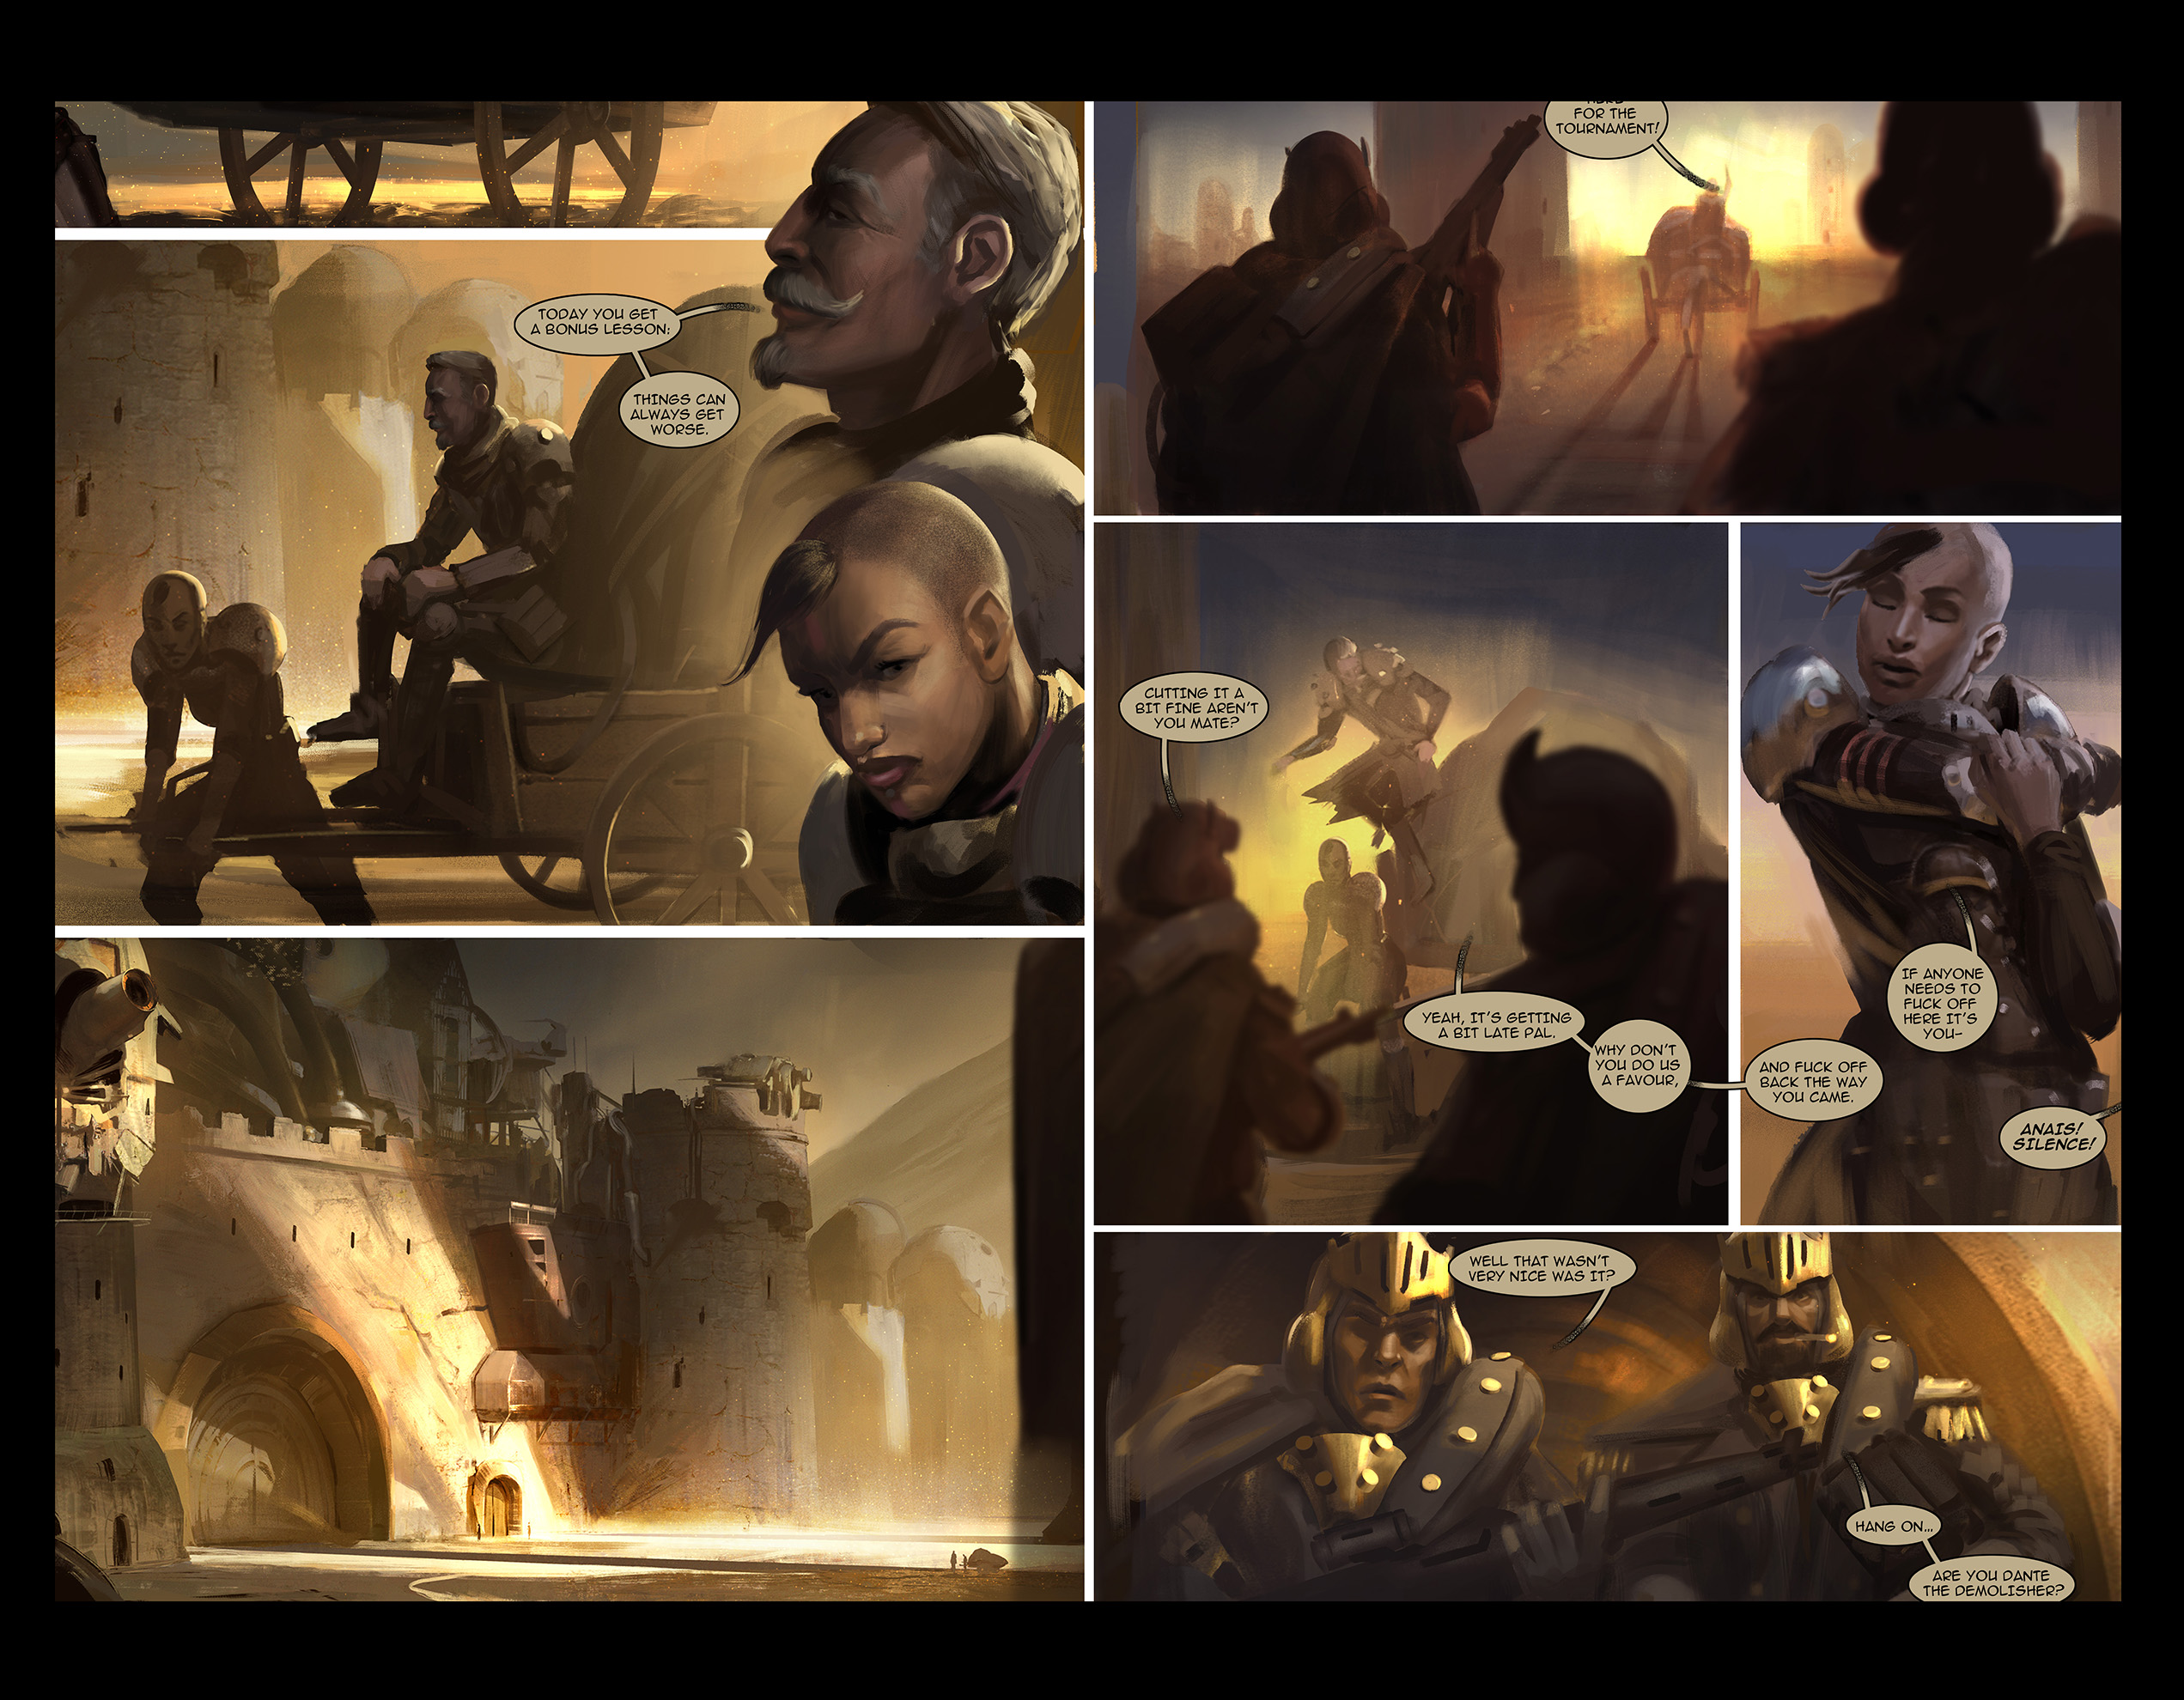 TODAY YOU GET
A BONUS LESSON:
THINGS CAN
ALWAYS GET
WORSE.
HERE
FOR THE
TOURNAMENT!
CUTTING IT A
BIT FINE AREN'T
YOU MATE?
YEAH, IT'S GETTING
A BIT LATE PAL.
WHY DON'T
YOU DO US
A FAVOUR,
AND FUCK OFF
BACK THE WAY
YOU CAME.
IF ANYONE
NEEDS TO
FUCK OFF
HERE IT'S
YOU-
ANAIS!
SILENCE!
WELL THAT WASN'T
VERY NICE WAS IT?
HANG ON...
ARE YOU DANTE
THE DEMOLISHER?